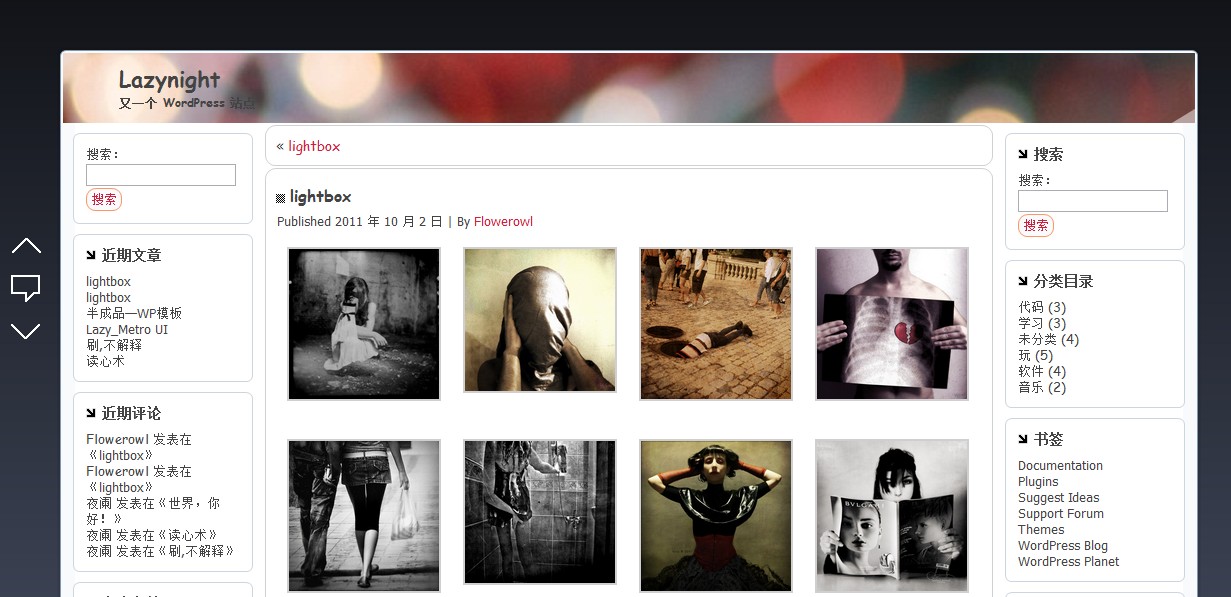 Lazynight
又一个 WordPress 站点
搜索：
搜索
近期文章
lightbox
lightbox
半成品—WP模板
Lazy_Metro UI
刷,不解释
读心术
近期评论
Flowerowl 发表在
《lightbox》
Flowerowl 发表在
《lightbox》
夜阑 发表在《世界，你
好！》
夜阑 发表在《读心术》
夜阑 发表在《刷,不解释》
« lightbox
lightbox
Published 2011 年 10 月 2 日 | By Flowerowl
BVLGARI
搜索
搜索：
搜索
分类目录
代码 (3)
学习 (3)
未分类 (4)
玩 (5)
软件 (4)
音乐 (2)
书签
Documentation
Plugins
Suggest Ideas
Support Forum
Themes
WordPress Blog
WordPress Planet